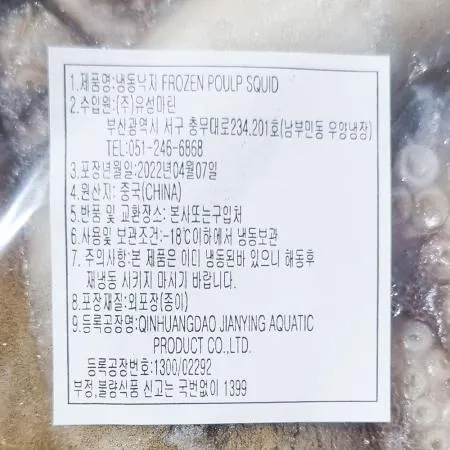 1.제품명:냉동낙지 FROZEN POULP SQUID
2.수입원:(주)유성마린
부산광역시 서구 충무대로234.201호(남부민동 우양냉장)
TEL:051-246-6868
3.포장년월일:2022년04월07일
4.원산지: 중국(CHINA)
5.반품 및 교환장소: 본사또는구입처
6.사용및 보관조건:-18℃이하에서 냉동보관
7. 주의사항:본 제품은 이미 냉동된바 있으니 해동후
재냉동 시키지 마시기 바랍니다.
8.포장재질:외포장(종이)
9.등록공장명:QINHUANGDAO JIANYING AQUATIC
PRODUCT CO.,LTD.
등록공장번호:1300/02292
부정,불량식품 신고는 국번없이 1399